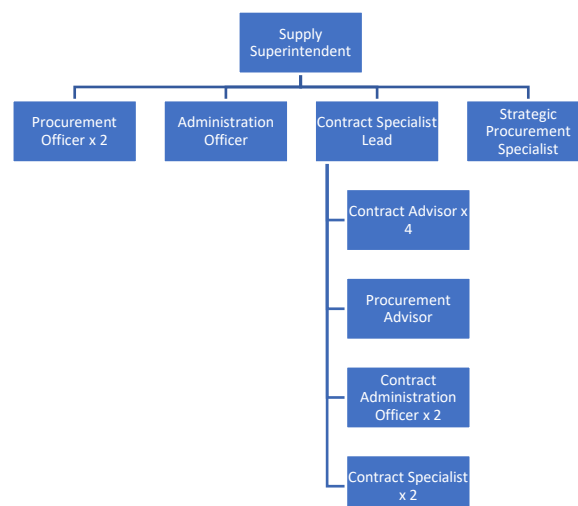 Supply
Superintendent
Procurement
Officer x 2
Administration
Officer
Contract Specialist
Lead
Strategic
Procurement
Specialist
Contract Advisor x
4
Procurement
Advisor
Contract
Administration
Officer x 2
Contract Specialist
x 2